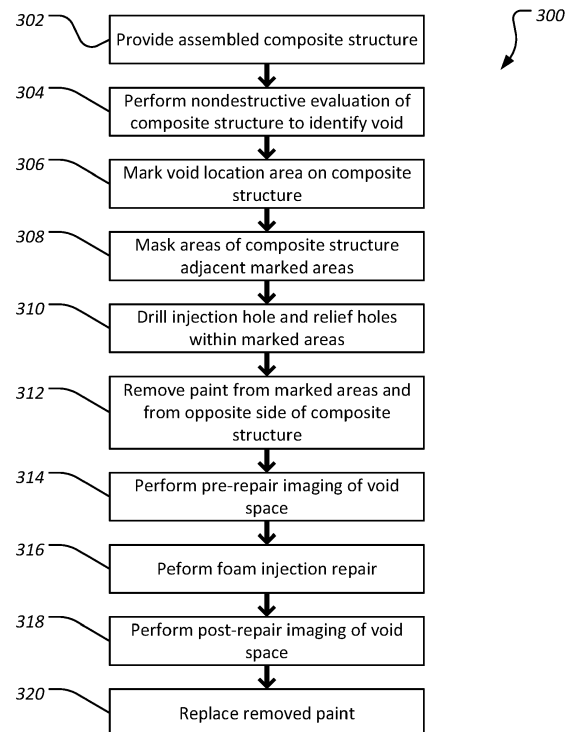 302
Provide assembled composite structure
300
304
Perform nondestructive evaluation of
composite structure to identify void
306
Mark void location area on composite
structure
308
Mask areas of composite structure
adjacent marked areas
310
Drill injection hole and relief holes
within marked areas
312
Remove paint from marked areas and
from opposite side of composite
structure
314
Perform pre-repair imaging of void
space
316
Peform foam injection repair
318
Perform post-repair imaging of void
space
320
Replace removed paint